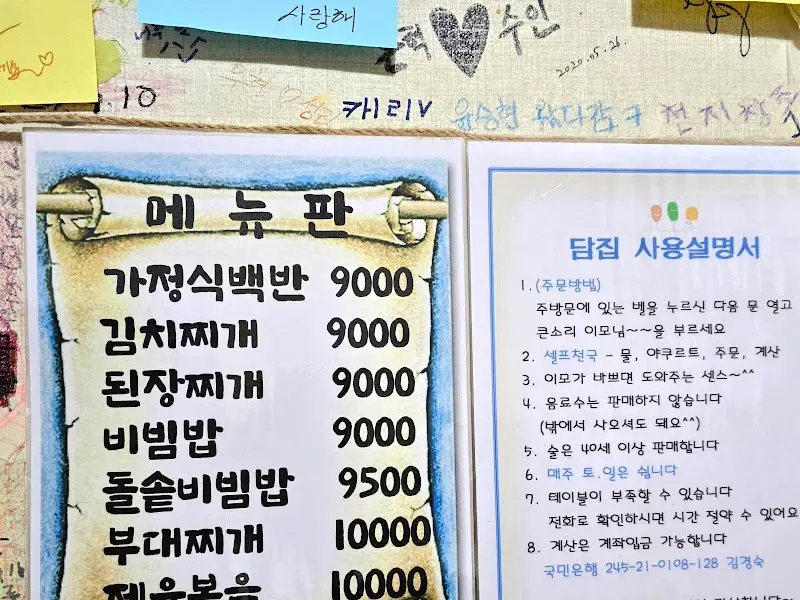 사랑해
수인
2020.05.26
캐리V
메뉴판
가정식백반 9000
김치찌개 9000
된장찌개 9000
비빔밥 9000
돌솥비빔밥 9500
부대찌개 10000
제육볶음 10000
담집 사용설명서
1.(주문방법)
주방문에 있는 벨을 누르신 다음 문 열고
큰소리 이모님~~을 부르세요
2. 셀프천국 - 물, 야쿠르트, 주문, 계산
3. 이모가 바쁘면 도와주는 센스~^^
4. 음료수는 판매하지 않습니다
(밖에서 사오셔도 돼요^^)
5. 술은 40세 이상 판매합니다
6. 매주 토.일은 쉽니다
7. 테이블이 부족할 수 있습니다
전화로 확인하시면 시간 절약 수 있어요
8. 계산은 계좌입금 가능합니다
국민은행 245-21-0108-128 김경숙